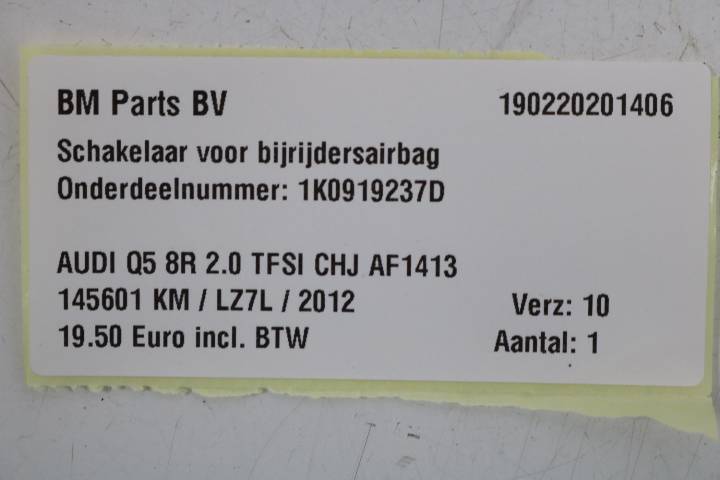 BM Parts BV 190220201406
Schakelaar voor bijrijdersairbag
Onderdeelnummer: 1K0919237D
AUDI Q5 8R 2.0 TFSI CHJ AF1413
145601 KM / LZ7L / 2012 Verz: 10
19.50 Euro incl. BTW Aantal: 1